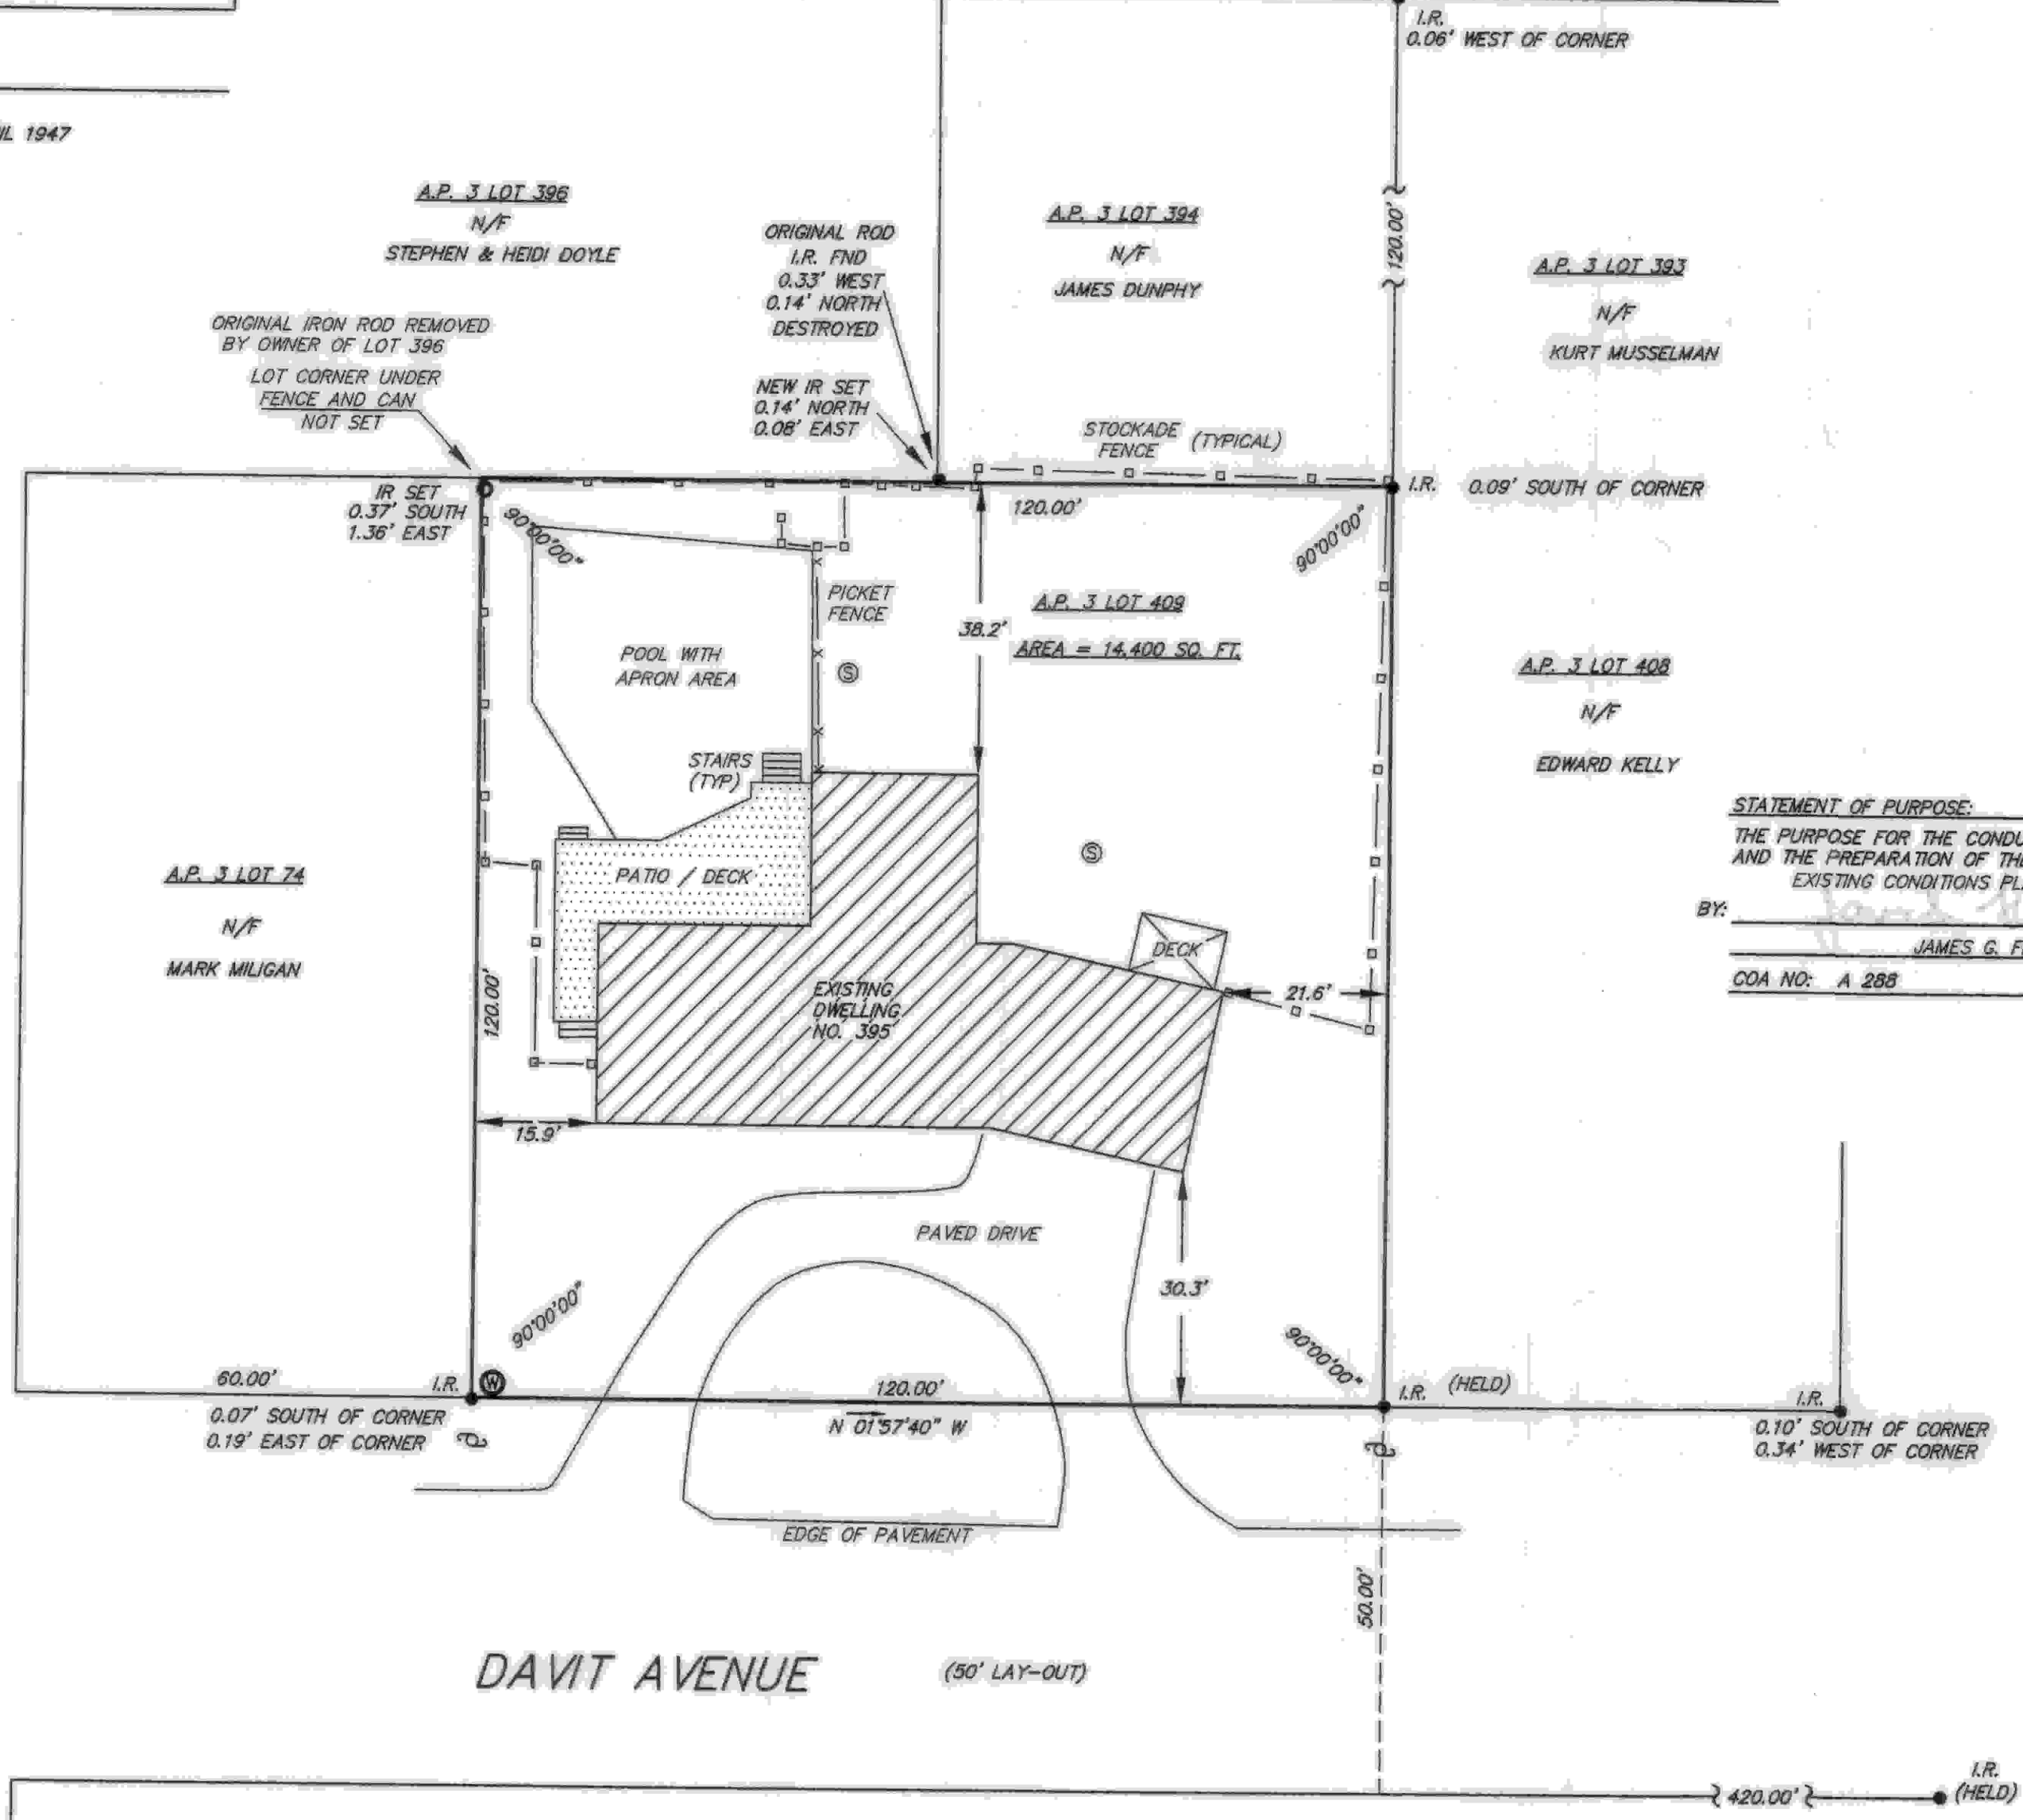 I.R.
0.06' WEST OF CORNER
1947
A.P. 3 LOT 396
N/F
STEPHEN & HEIDI DOYLE
ORIGINAL ROD
I.R. FND
0.33' WEST
0.14' NORTH
DESTROYED
A.P. 3 LOT 394
N/F
JAMES DUNPHY
120.00'
A.P. 3 LOT 393
N/F
KURT MUSSELMAN
ORIGINAL IRON ROD REMOVED
BY OWNER OF LOT 396
LOT CORNER UNDER
FENCE AND CAN
NOT SET
NEW IR SET
0.14' NORTH
0.08' EAST
STOCKADE (TYPICAL)
FENCE
IR SET
0.37' SOUTH
1.36' EAST
90°00'00"
120.00'
90°00'00"
I.R. 0.09' SOUTH OF CORNER
PICKET
FENCE
38.2'
A.P. 3 LOT 409
AREA = 14,400 SQ. FT.
POOL WITH
APRON AREA
S
A.P. 3 LOT 408
N/F
EDWARD KELLY
STAIRS
(TYP)
S
PATIO / DECK
A.P. 3 LOT 74
N/F
MARK MILIGAN
120.00'
DECK
EXISTING
DWELLING
NO. 395
21.6'
STATEMENT OF PURPOSE:
THE PURPOSE FOR THE
AND THE PREPARATION OF
EXISTING CONDITIONS
BY:
JAMES G.
COA NO: A 288
15.9'
PAVED DRIVE
30.3'
90°00'00"
90°00'00"
60.00'
I.R.
W
120.00'
N 01°57'40" W
I.R. (HELD)
I.R.
0.07' SOUTH OF CORNER
0.19' EAST OF CORNER
0.10' SOUTH OF CORNER
0.34' WEST OF CORNER
EDGE OF PAVEMENT
50.00'
DAVIT AVENUE (50' LAY-OUT)
420.00'
I.R.
(HELD)